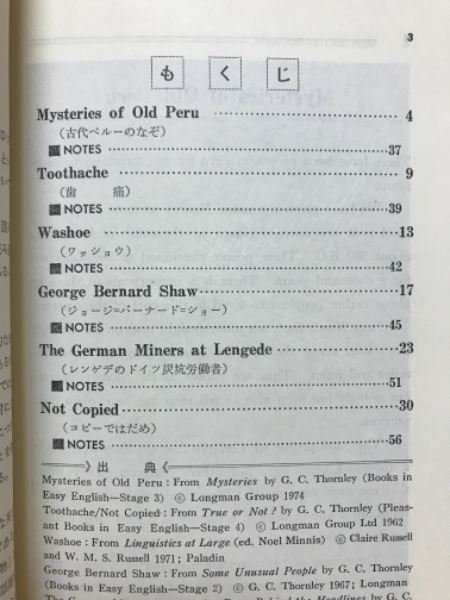 3
もくじ
Mysteries of Old Peru ……… 4
（古代ペルーのなぞ）
NOTES ……… 37
Toothache ……… 9
（歯　痛）
NOTES ……… 39
Washoe ……… 13
（ワッショウ）
NOTES ……… 42
George Bernard Shaw ……… 17
（ジョージ=バーナード=ショー）
NOTES ……… 45
The German Miners at Lengede ……… 23
（レンゲデのドイツ炭坑労働者）
NOTES ……… 51
Not Copied ……… 30
（コピーではだめ）
NOTES ……… 56
》出　典《
Mysteries of Old Peru : From Mysteries by G. C. Thornley (Books in
Easy English—Stage 3) © Longman Group 1974
Toothache/Not Copied : From True or Not ? by G. C. Thornley (Pleas-
ant Books in Easy English—Stage 4) © Longman Group Ltd 1962
Washoe : From Linguistics at Large (ed. Noel Minnis) © Claire Russell
and W. M. S. Russell 1971 ; Paladin
George Bernard Shaw : From Some Unusual People by G. C. Thornley
(Books in Easy English—Stage 2) © G. C. Thornley 1967; Longman